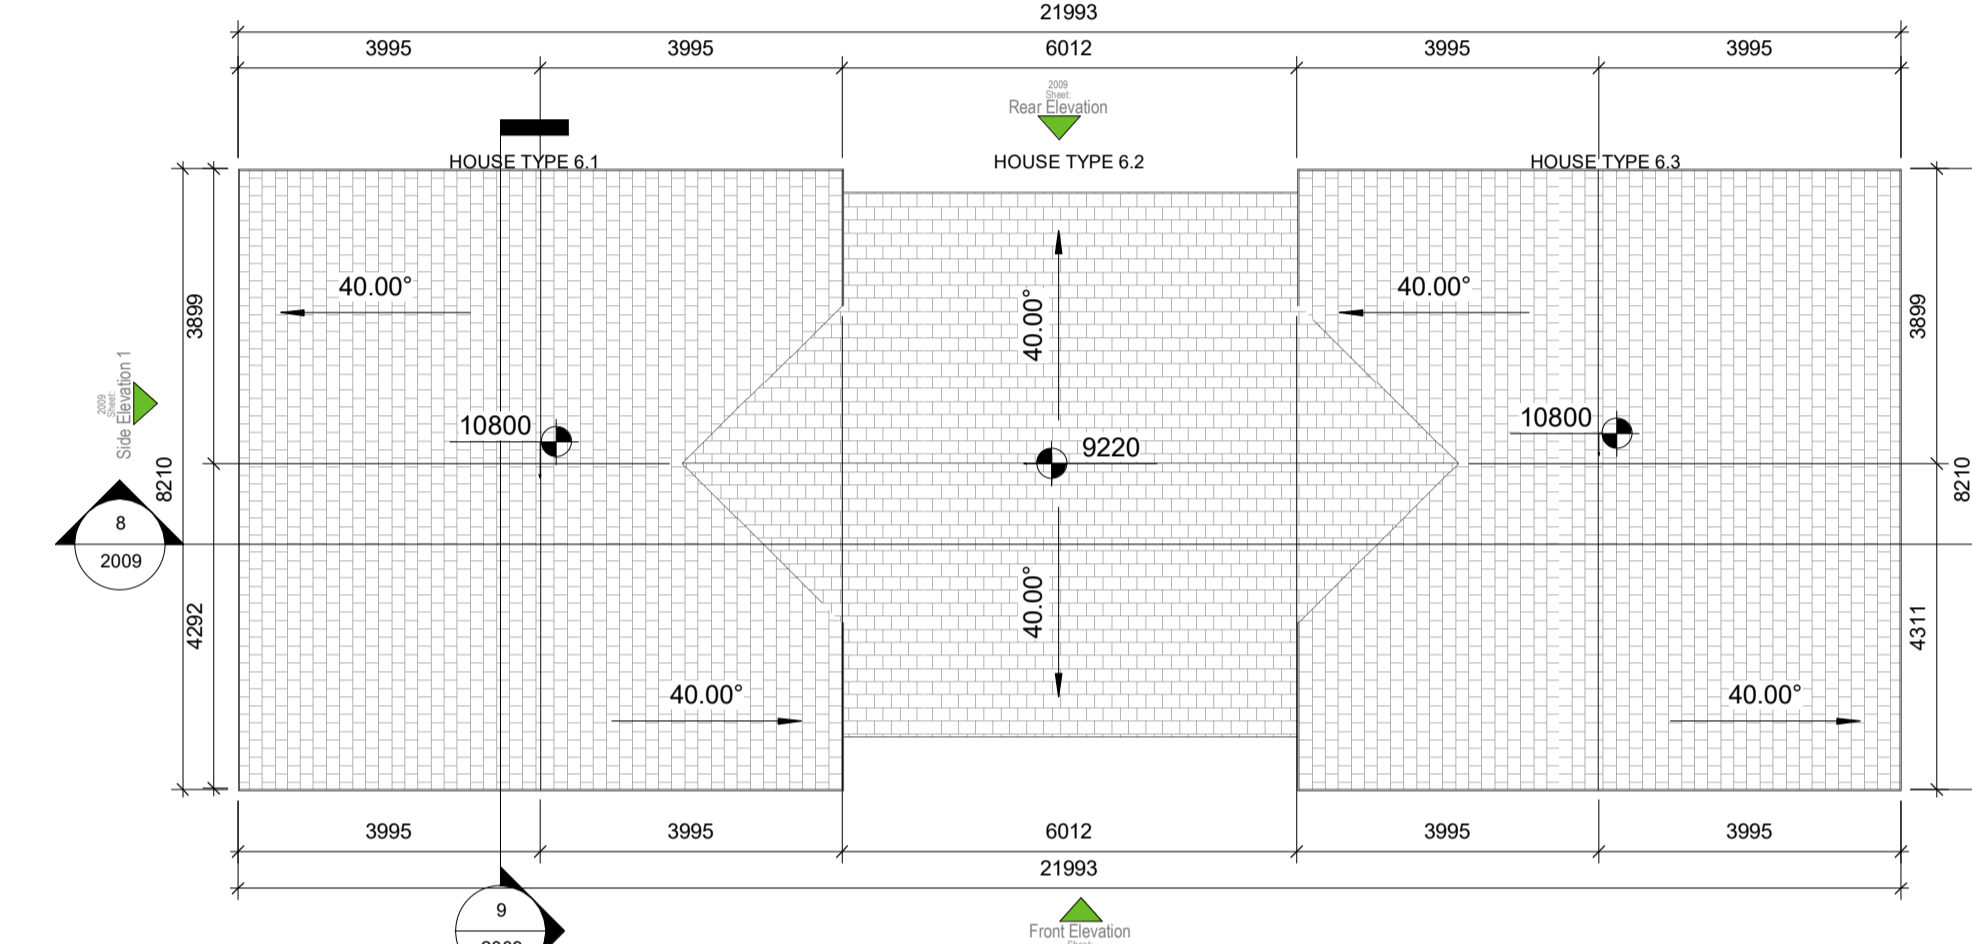 21993
3995 3995 6012 3995 3995
2009
Sheet:
Rear Elevation
HOUSE TYPE 6.1 HOUSE TYPE 6.2 HOUSE TYPE 6.3
40.00° 40.00°
40.00°
3899 3899
2009
Sheet:
Side Elevation 1
10800 10800
9220
8210 8210
8
2009
40.00°
4292 4311
40.00° 40.00°
3995 3995 6012 3995 3995
21993
9
Front Elevation